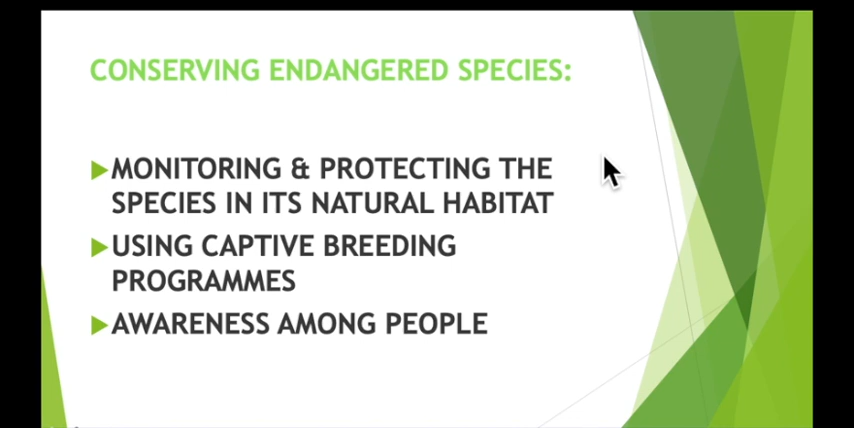 CONSERVING ENDANGERED SPECIES:
MONITORING & PROTECTING THE
SPECIES IN ITS NATURAL HABITAT
USING CAPTIVE BREEDING
PROGRAMMES
AWARENESS AMONG PEOPLE